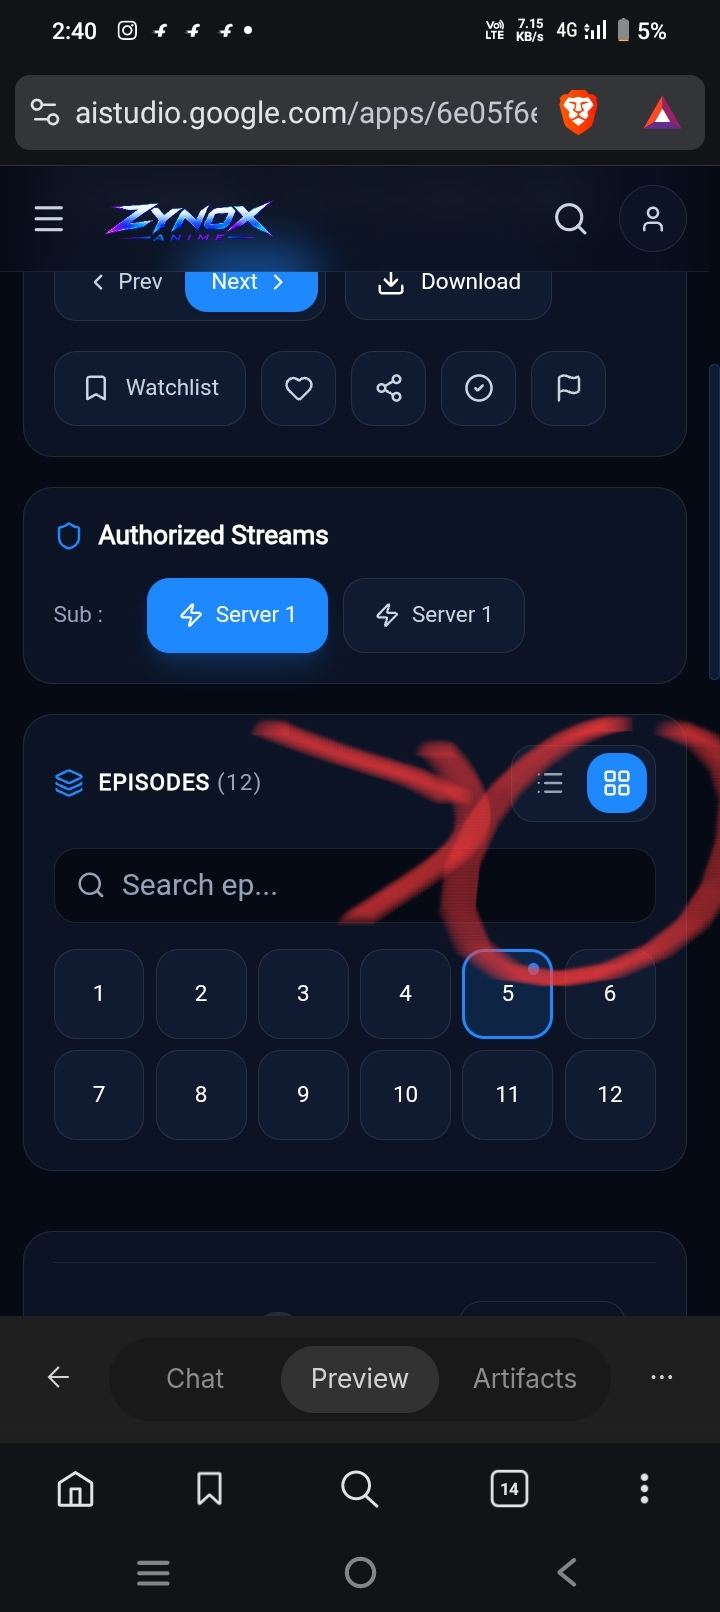 2:40 Vo) LTE 7.15 KB/s 4G 5%
aistudio.google.com/apps/6e05f6e
ZYNOX
ANIME
Prev Next Download
Watchlist
Authorized Streams
Sub : Server 1 Server 1
EPISODES (12)
Search ep...
1 2 3 4 5 6
7 8 9 10 11 12
Chat Preview Artifacts
14